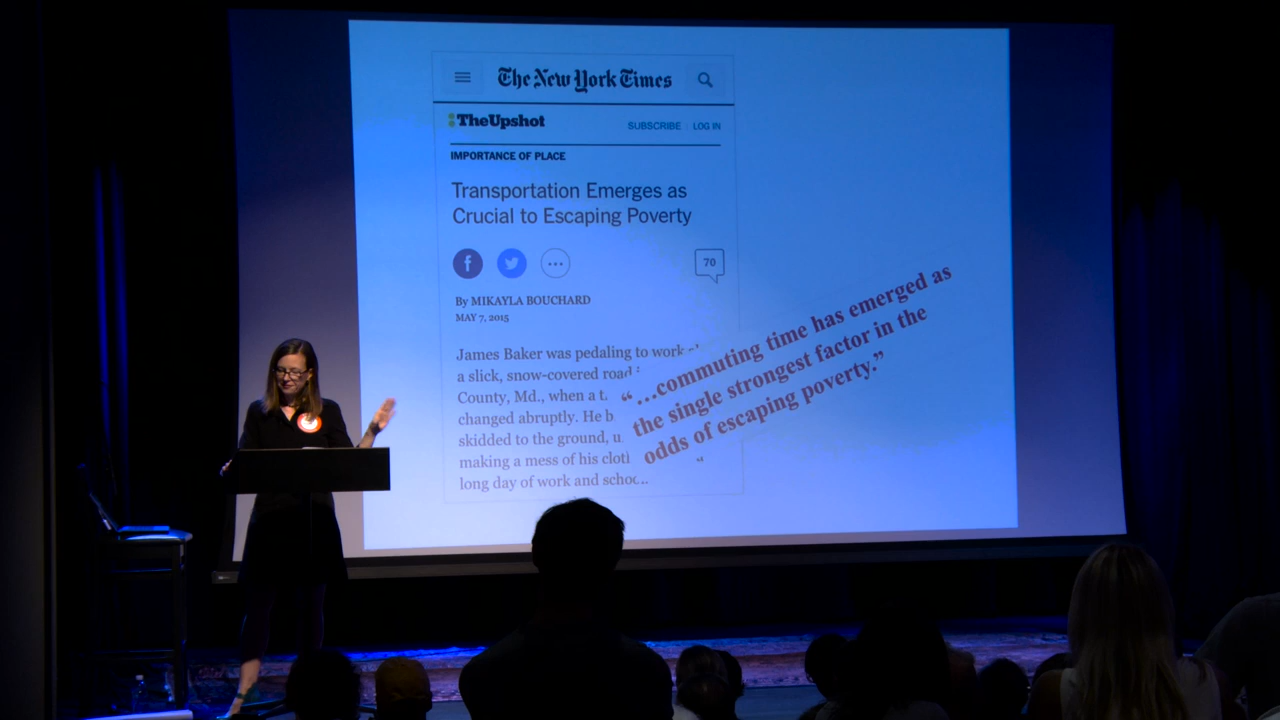 The New York Times
TheUpshot
SUBSCRIBE LOG IN
IMPORTANCE OF PLACE
Transportation Emerges as
Crucial to Escaping Poverty
70
By MIKAYLA BOUCHARD
MAY 7, 2015
James Baker was pedaling to work
a slick, snow-covered road
County, Md., when a
changed abruptly. He
skidded to the ground,
making a mess of his
long day of work and
“...commuting time has emerged as
the single strongest factor in the
odds of escaping poverty.”